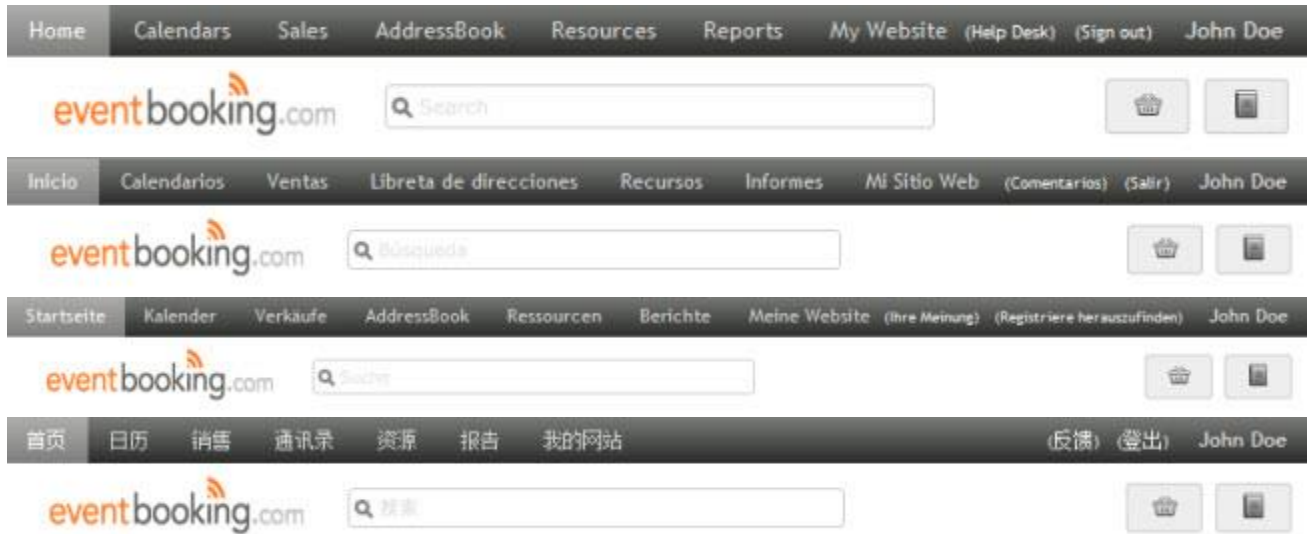 Home Calendars Sales AddressBook Resources Reports My Website (Help Desk) (Sign out) John Doe
eventbooking.com Search
Inicio Calendarios Ventas Libreta de direcciones Recursos Informes Mi Sitio Web (Comentarios) (Salir) John Doe
eventbooking.com Búsqueda
Startseite Kalender Verkäufe AddressBook Ressourcen Berichte Meine Website (Ihre Meinung) (Registriere herauszufinden) John Doe
eventbooking.com Suche
首页 日历 销售 通讯录 资源 报告 我的网站 (反馈) (登出) John Doe
eventbooking.com 搜索